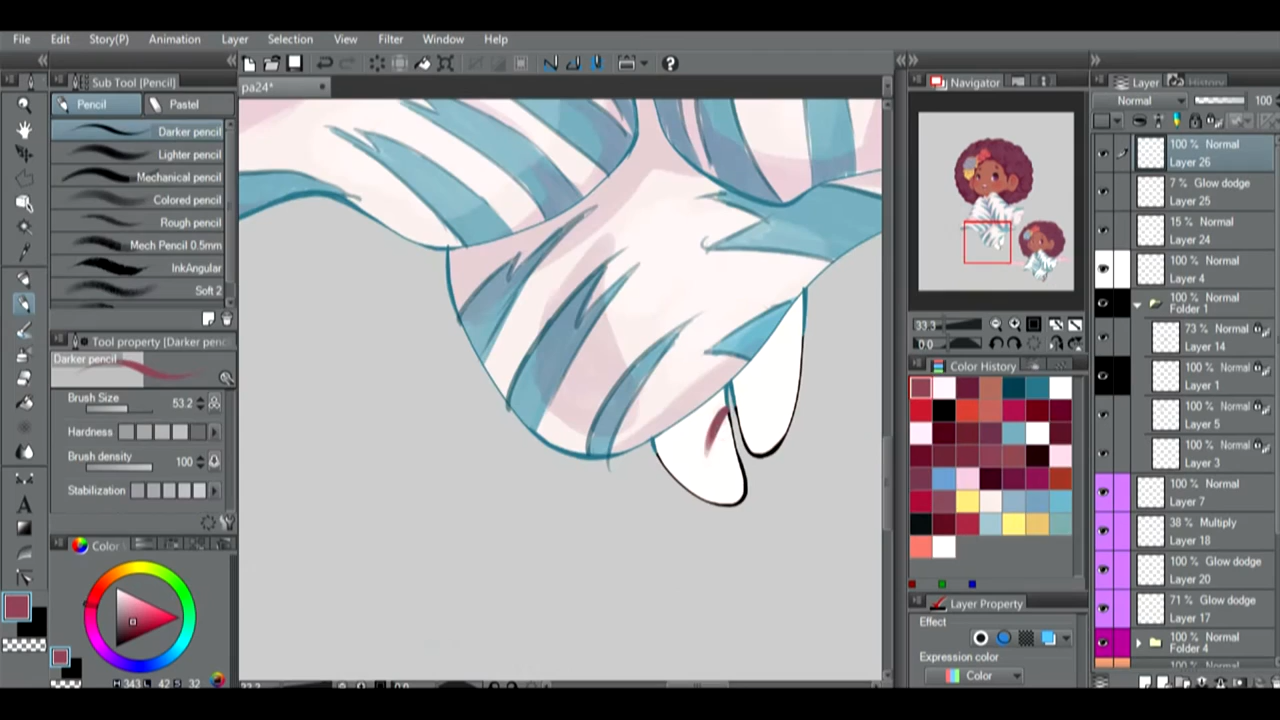 File Edit Story(P) Animation Layer Selection View Filter Window Help
Sub Tool [Pencil]
Pencil Pastel
Darker pencil
Lighter pencil
Mechanical pencil
Colored pencil
Rough pencil
Mech Pencil 0.5mm
InkAngular
Soft 2
Tool property [Darker penc
Darker pencil
Brush Size 53.2
Hardness
Brush density 100
Stabilization
Color
H 343 L 42 S 32
pa24*
Navigator
33.3
0.0
Color History
Layer Property
Effect
Expression color
Color
Layer History
Normal 100
100 % Normal
Layer 26
7 % Glow dodge
Layer 25
15 % Normal
Layer 24
100 % Normal
Layer 4
100 % Normal
Folder 1
73 % Normal
Layer 14
100 % Normal
Layer 1
100 % Normal
Layer 5
100 % Normal
Layer 3
100 % Normal
Layer 7
38 % Multiply
Layer 18
100 % Glow dodge
Layer 20
71 % Glow dodge
Layer 17
100 % Normal
Folder 4